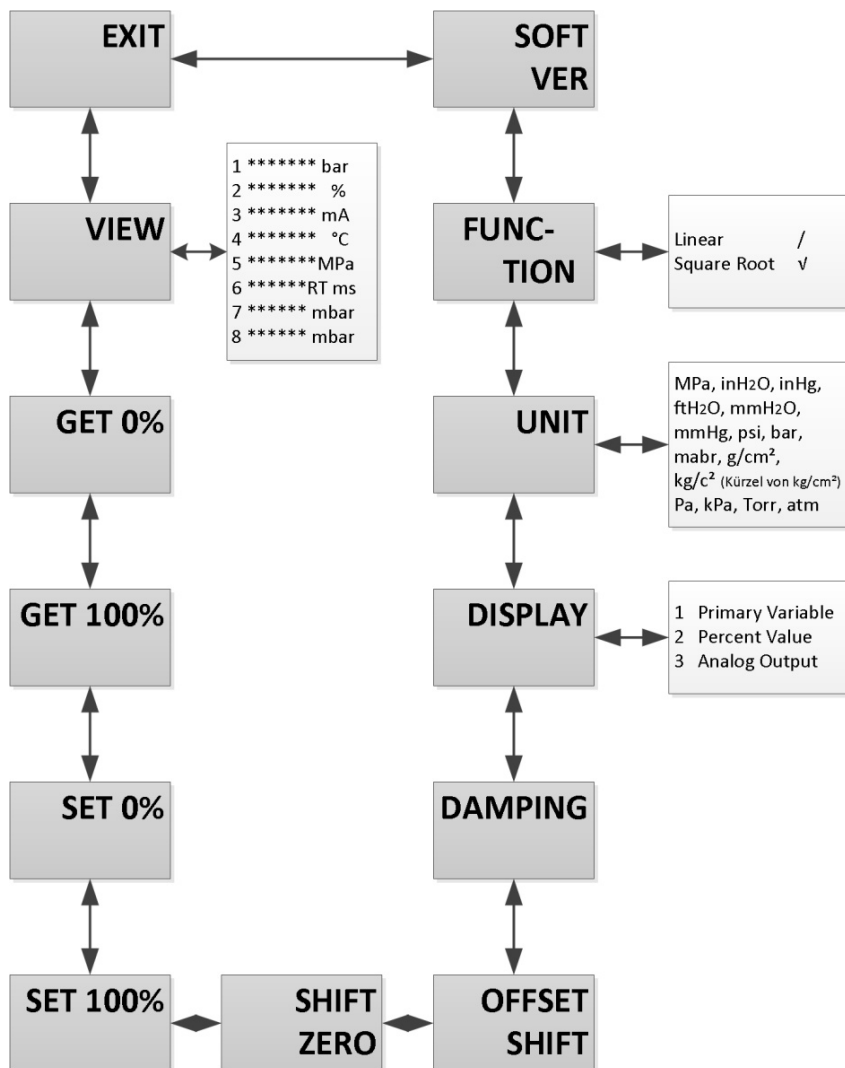 EXIT
SOFT
VER
VIEW
1 ******* bar
2 ******* %
3 ******* mA
4 ******* °C
5 *******MPa
6 ******RT ms
7 ****** mbar
8 ****** mbar
FUNC-
TION
Linear /
Square Root √
GET 0%
UNIT
MPa, inH2O, inHg,
ftH2O, mmH2O,
mmHg, psi, bar,
mabr, g/cm²,
kg/c² (Kürzel von kg/cm²)
Pa, kPa, Torr, atm
GET 100%
DISPLAY
1 Primary Variable
2 Percent Value
3 Analog Output
SET 0%
DAMPING
SET 100%
SHIFT
ZERO
OFFSET
SHIFT